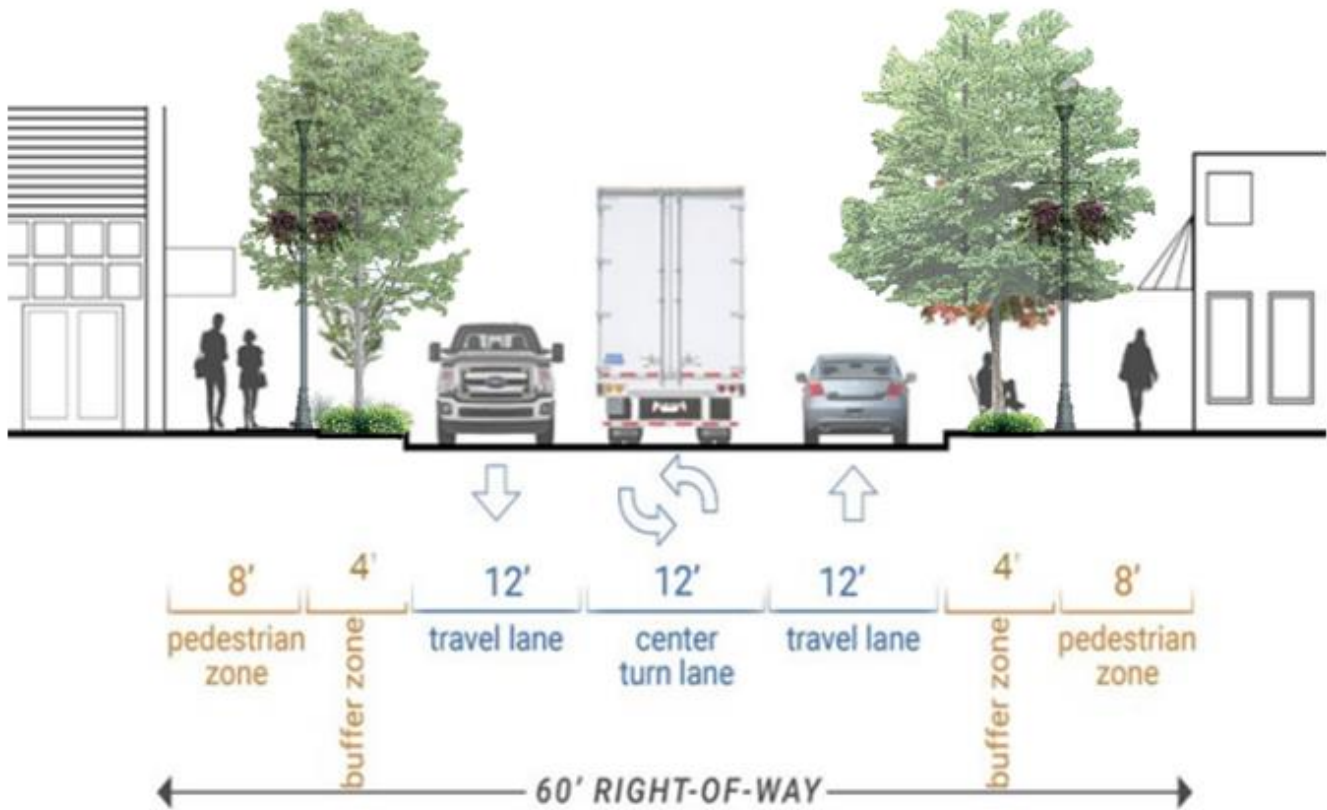 8'
4'
12'
12'
12'
4'
8'
pedestrian
zone
buffer zone
travel lane
center
turn lane
travel lane
buffer zone
pedestrian
zone
60' RIGHT-OF-WAY